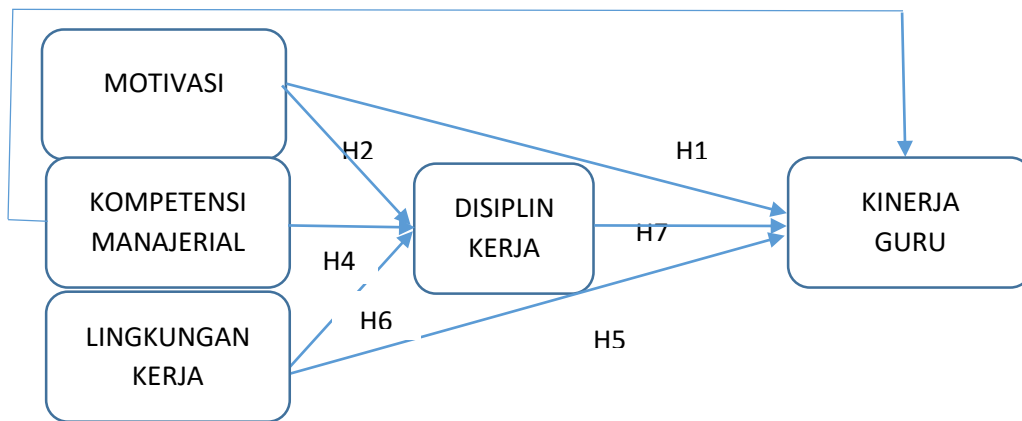 MOTIVASI
H2
H1
KOMPETENSI
MANAJERIAL
DISIPLIN
KERJA
KINERJA
GURU
H4
H7
H6
H5
LINGKUNGAN
KERJA